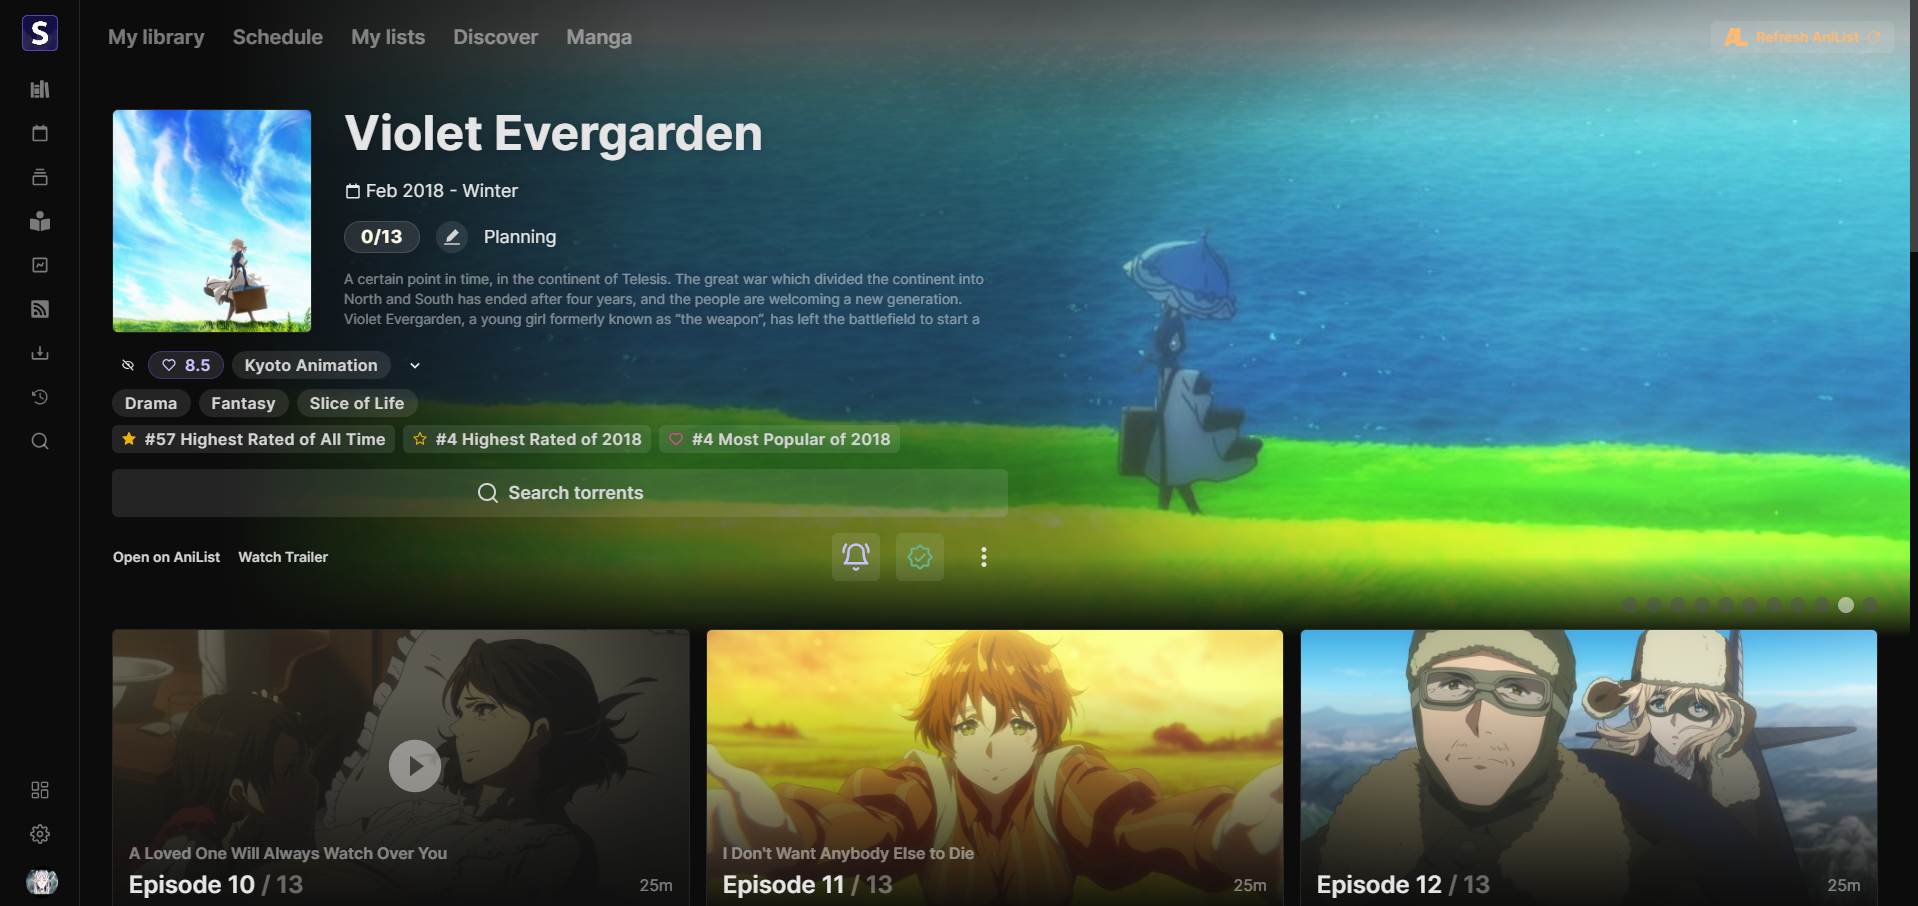 S
My library Schedule My lists Discover Manga
Refresh AniList
Violet Evergarden
Feb 2018 - Winter
0/13 Planning
A certain point in time, in the continent of Telesis. The great war which divided the continent into
North and South has ended after four years, and the people are welcoming a new generation.
Violet Evergarden, a young girl formerly known as “the weapon”, has left the battlefield to start a
8.5 Kyoto Animation
Drama Fantasy Slice of Life
#57 Highest Rated of All Time #4 Highest Rated of 2018 #4 Most Popular of 2018
Search torrents
Open on AniList Watch Trailer
A Loved One Will Always Watch Over You
Episode 10 / 13 25m
I Don't Want Anybody Else to Die
Episode 11 / 13 25m
Episode 12 / 13 25m